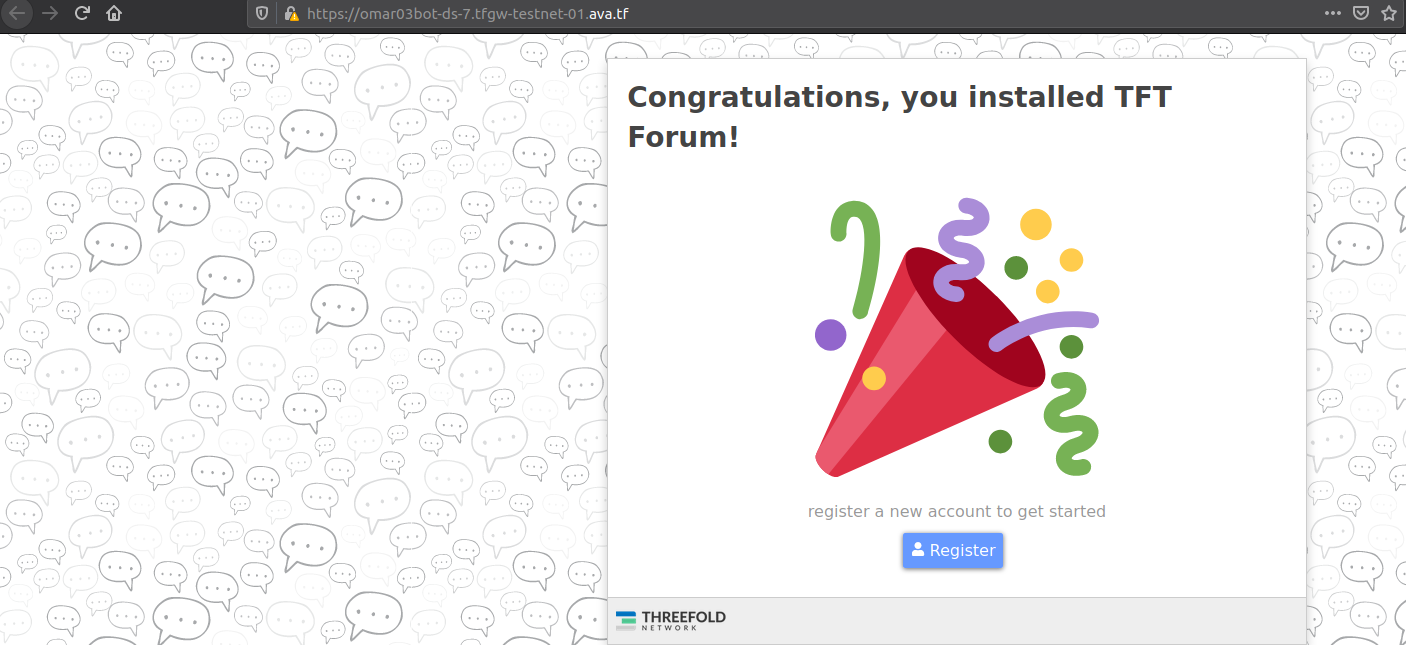 https://omar03bot-ds-7.tfgw-testnet-01.ava.tf
Congratulations, you installed TFT
Forum!
register a new account to get started
Register
THREEFOLD
NETWORK